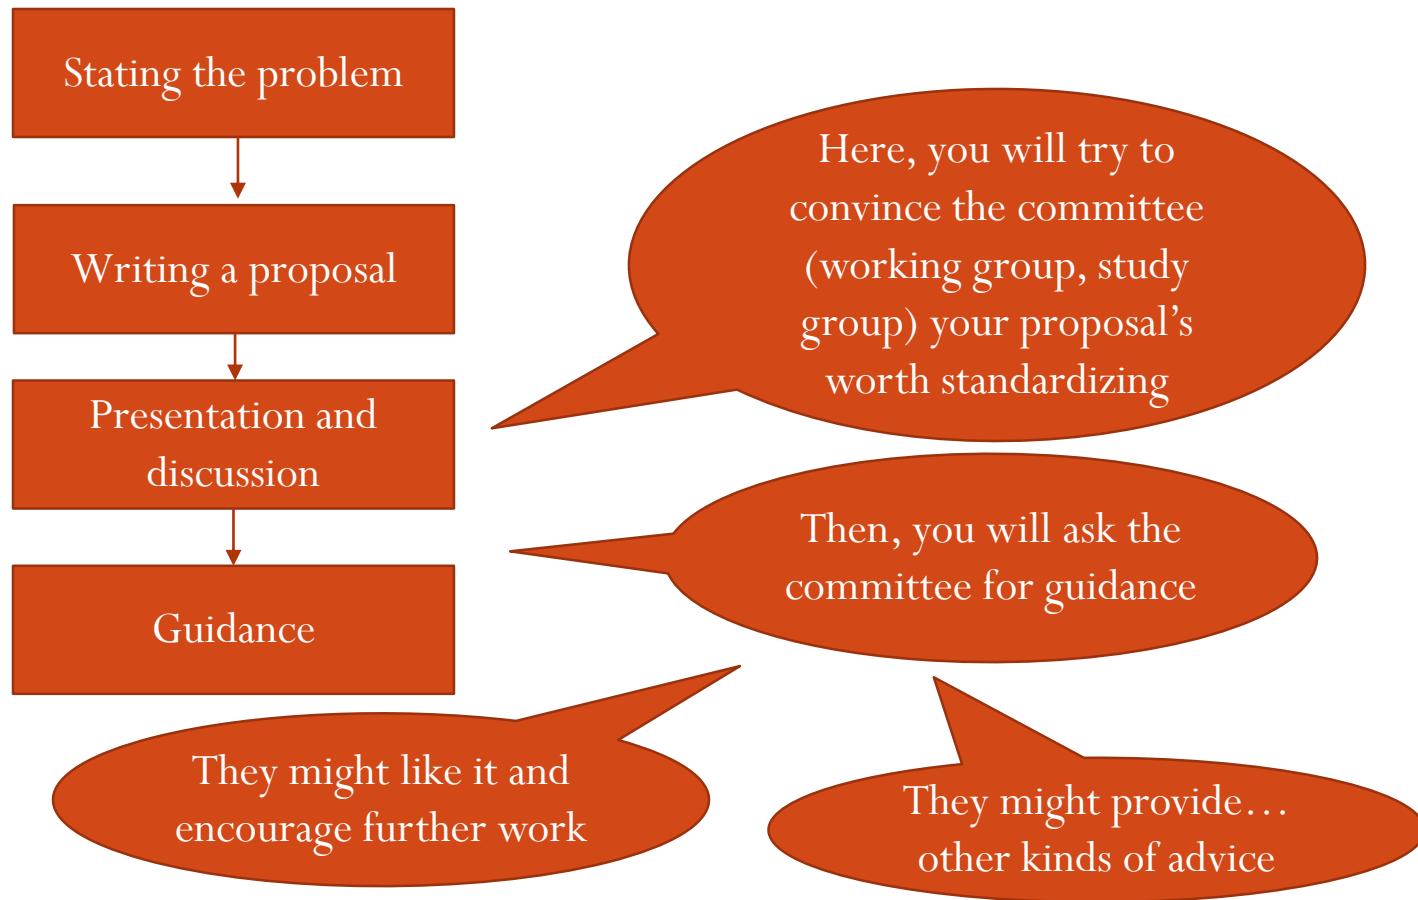 Stating the problem
Writing a proposal
Presentation and
discussion
Guidance
Here, you will try to
convince the committee
(working group, study
group) your proposal’s
worth standardizing
Then, you will ask the
committee for guidance
They might like it and
encourage further work
They might provide…
other kinds of advice